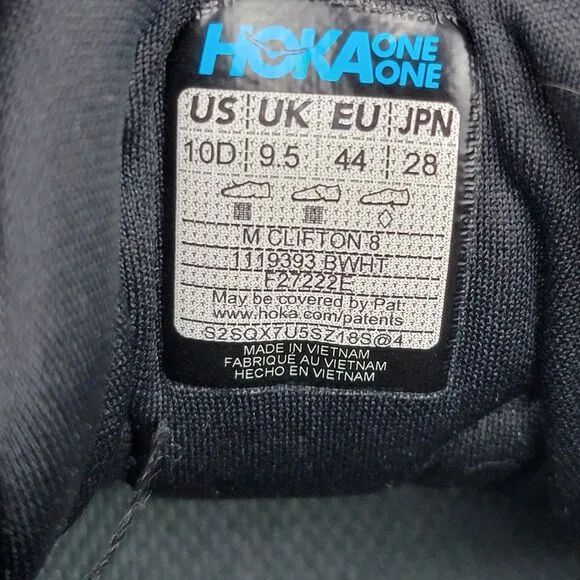 HOKA ONE ONE
US UK EU JPN
10D 9.5 44 28
M CLIFTON 8
1119393 BWHT
F27222E
May be covered by Pat:
www.hoka.com/patents
S2SQX7U5SZ18S@4
MADE IN VIETNAM
FABRIQUÉ AU VIETNAM
HECHO EN VIETNAM